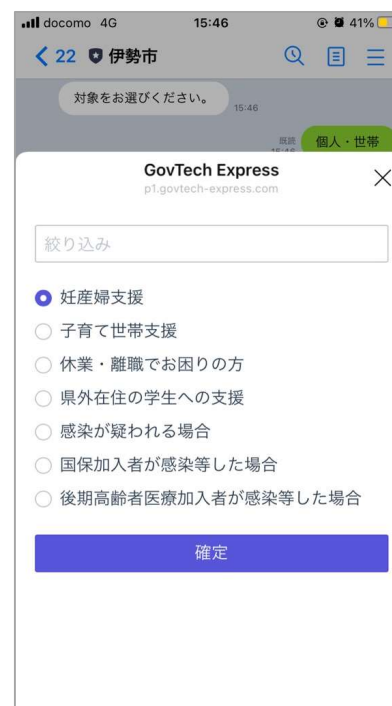 docomo 4G 15:46 41%
22 伊勢市
対象をお選びください。
15:46
既読
15:46
個人・世帯
GovTech Express
p1.govtech-express.com
絞り込み
妊産婦支援
子育て世帯支援
休業・離職でお困りの方
県外在住の学生への支援
感染が疑われる場合
国保加入者が感染等した場合
後期高齢者医療加入者が感染等した場合
確定